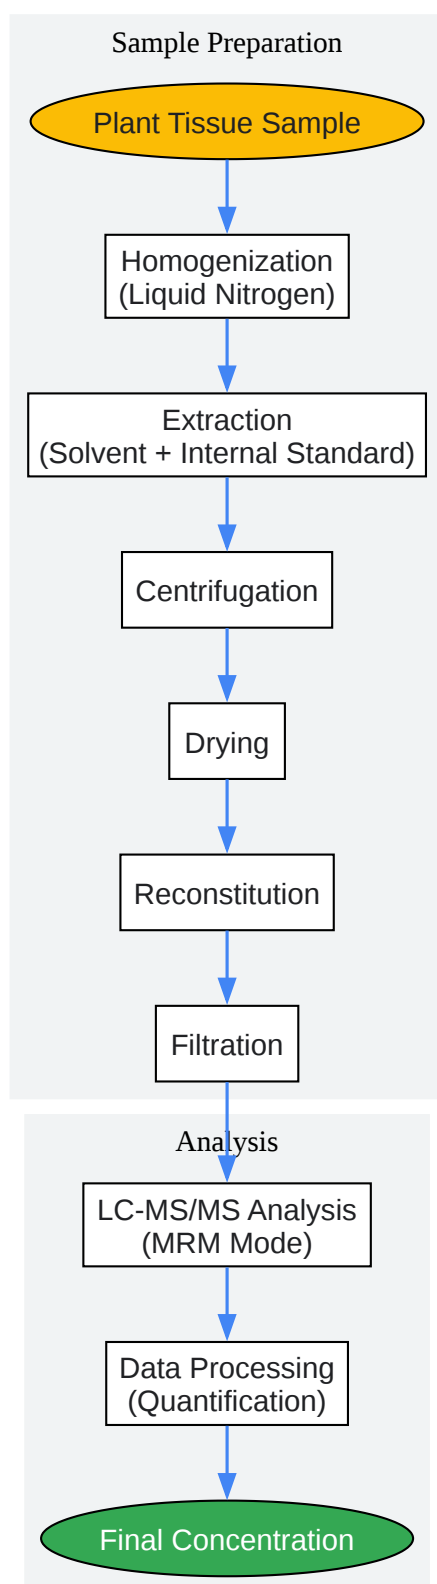 Sample Preparation
Plant Tissue Sample
Homogenization
(Liquid Nitrogen)
Extraction
(Solvent + Internal Standard)
Centrifugation
Drying
Reconstitution
Filtration
Analysis
LC-MS/MS Analysis
(MRM Mode)
Data Processing
(Quantification)
Final Concentration